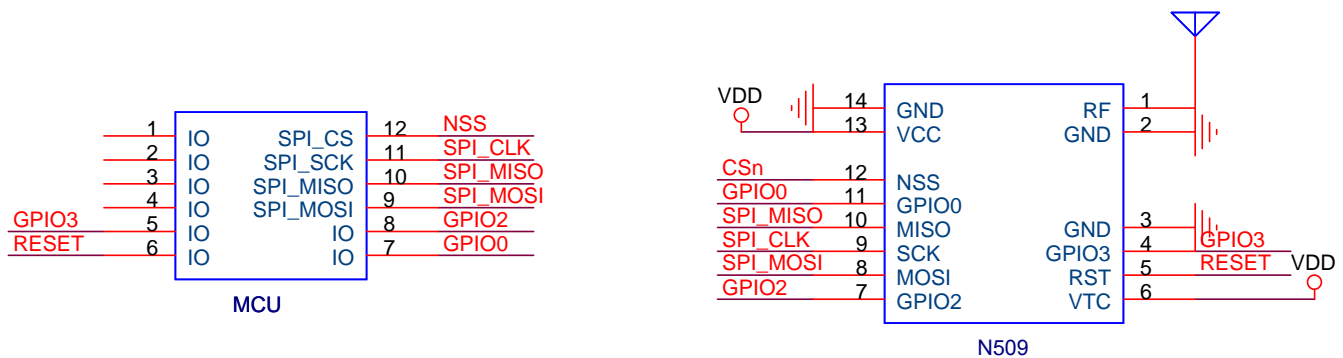 1 IO SPI_CS 12 NSS
2 IO SPI_SCK 11 SPI_CLK
3 IO SPI_MISO 10 SPI_MISO
4 IO SPI_MOSI 9 SPI_MOSI
GPIO3 5 IO IO 8 GPIO2
RESET 6 IO IO 7 GPIO0
MCU
VDD
14 GND RF 1
13 VCC GND 2
CSn 12 NSS
GPIO0 11 GPIO0
SPI_MISO 10 MISO GND 3
SPI_CLK 9 SCK GPIO3 4 GPIO3
SPI_MOSI 8 MOSI RST 5 RESET VDD
GPIO2 7 GPIO2 VTC 6
N509